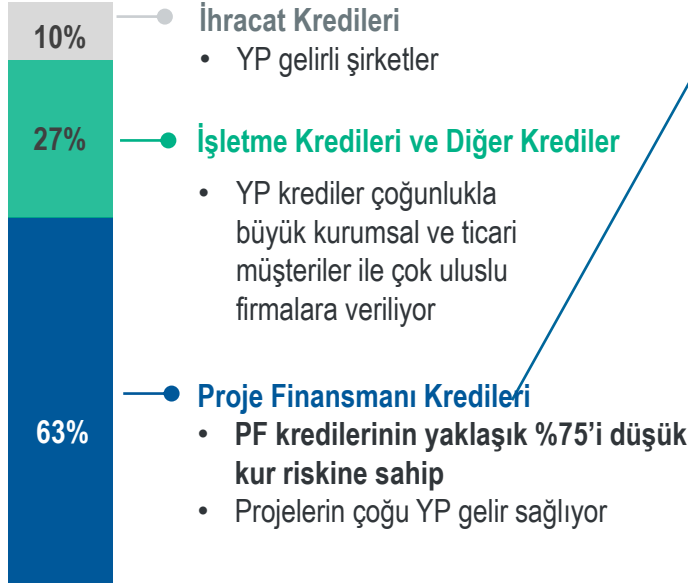 10%
İhracat Kredileri
• YP gelirli şirketler
27%
İşletme Kredileri ve Diğer Krediler
• YP krediler çoğunlukla
büyük kurumsal ve ticari
müşteriler ile çok uluslu
firmalara veriliyor
63%
Proje Finansmanı Kredileri
• PF kredilerinin yaklaşık %75’i düşük
kur riskine sahip
• Projelerin çoğu YP gelir sağlıyor